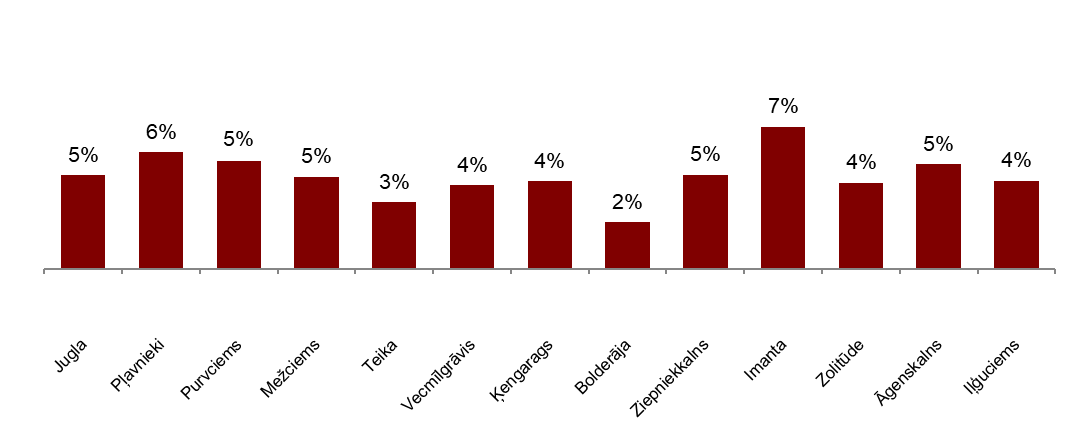 5%
6%
5%
5%
3%
4%
4%
2%
5%
7%
4%
5%
4%
Jugla
Pļavnieki
Purvciems
Mežciems
Teika
Vecmīlgrāvis
Ķengarags
Bolderāja
Ziepniekkalns
Imanta
Zolitūde
Āgenskalns
Iļģuciems